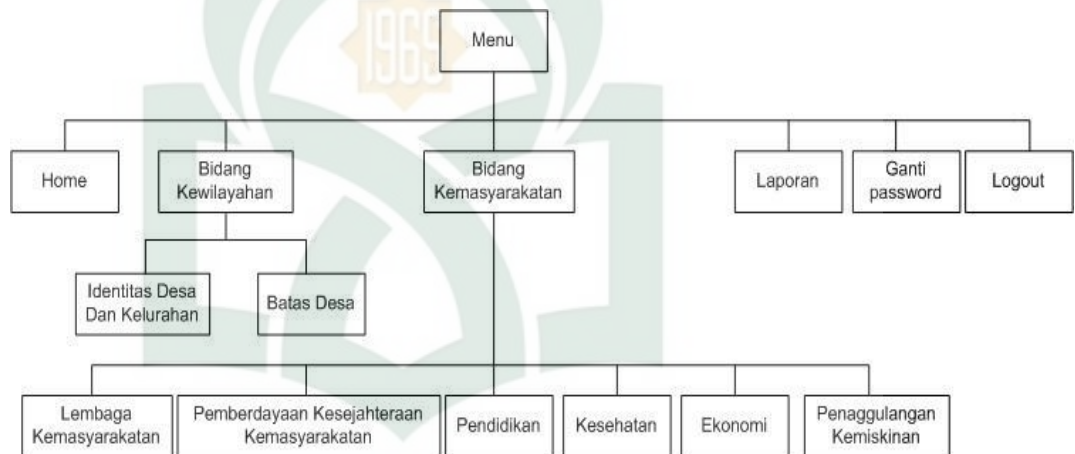 1969
Menu
Home
Bidang
Kewilayahan
Bidang
Kemasyarakatan
Laporan
Ganti
password
Logout
Identitas Desa
Dan Kelurahan
Batas Desa
Lembaga
Kemasyarakatan
Pemberdayaan Kesejahteraan
Kemasyarakatan
Pendidikan
Kesehatan
Ekonomi
Penaggulangan
Kemiskinan